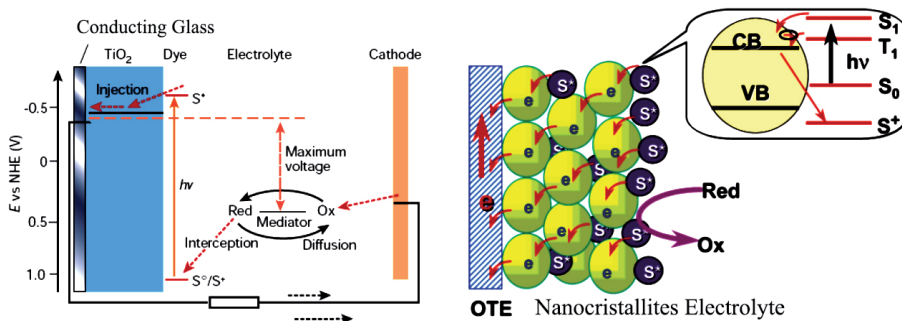 Conducting Glass
TiO2 Dye Electrolyte Cathode
Injection
S*
-0.5
0
0.5
1.0
E vs NHE (V)
hν
Maximum
voltage
Red Ox
Mediator
Interception
Diffusion
S°/S+
CB
VB
hν
S1
T1
S0
S+
e S*
S*
e S*
e e S*
e e
e S*
e e
e S*
e S*
e e S*
Red
Ox
OTE Nanocristallites Electrolyte